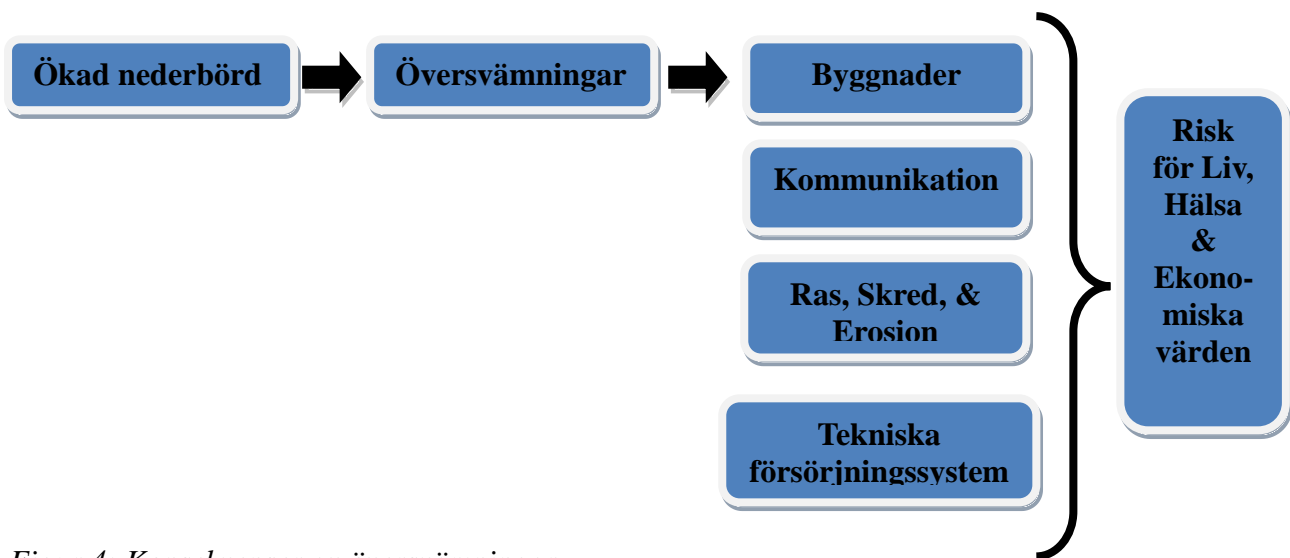 Ökad nederbörd
Översvämningar
Byggnader
Kommunikation
Ras, Skred, &
Erosion
Tekniska
försörjningssystem
Risk
för Liv,
Hälsa
&
Ekono-
miska
värden